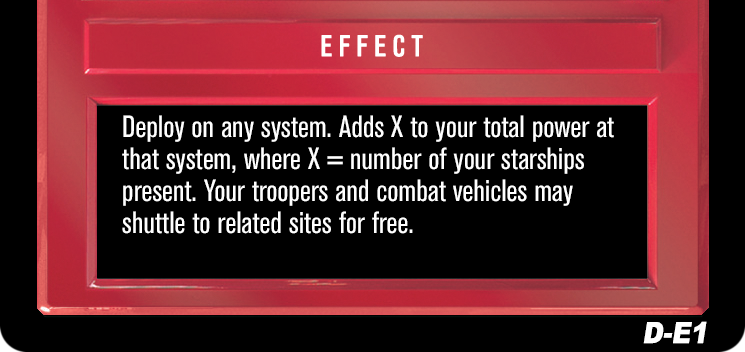 EFFECT
Deploy on any system. Adds X to your total power at
that system, where X = number of your starships
present. Your troopers and combat vehicles may
shuttle to related sites for free.
D-E1